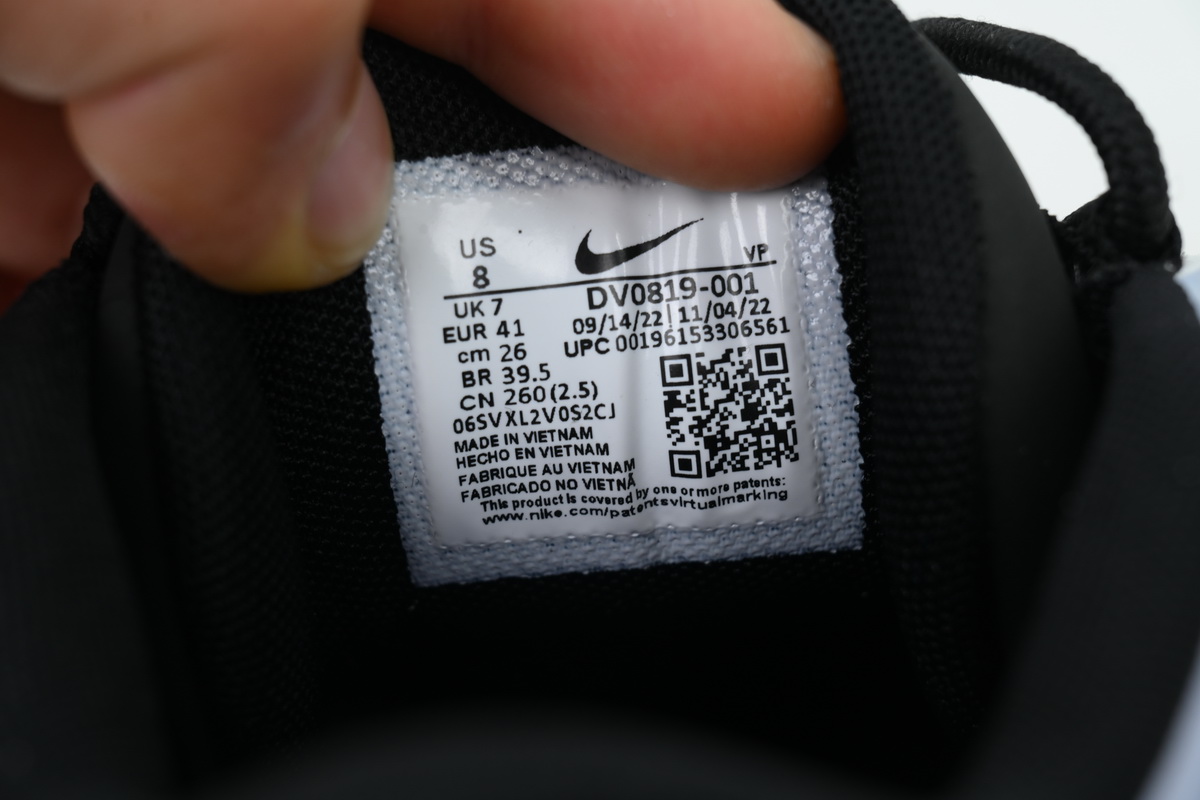 US
8
VP
UK 7
DV0819-001
EUR 41
09/14/22 11/04/22
cm 26
UPC 00196153306561
BR 39.5
CN 260(2.5)
06SVXL2V0S2CJ
MADE IN VIETNAM
HECHO EN VIETNAM
FABRIQUE AU VIETNAM
FABRICADO NO VIETNÃ
This product is covered by one or more patents:
www.nike.com/patentsvirtualmarking